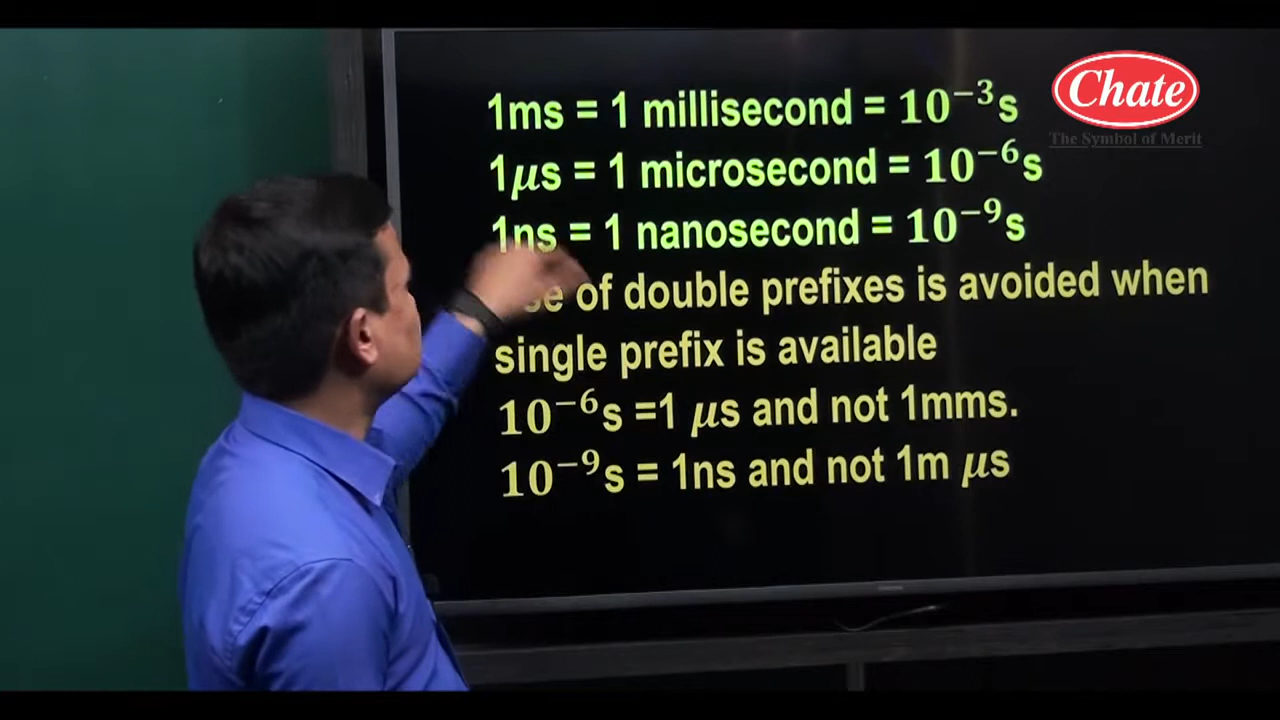 Chate
The Symbol of Merit
1ms = 1 millisecond = 10⁻³s
1μs = 1 microsecond = 10⁻⁶s
1ns = 1 nanosecond = 10⁻⁹s
of double prefixes is avoided when
single prefix is available
10⁻⁶s =1 μs and not 1mms.
10⁻⁹s = 1ns and not 1m μs